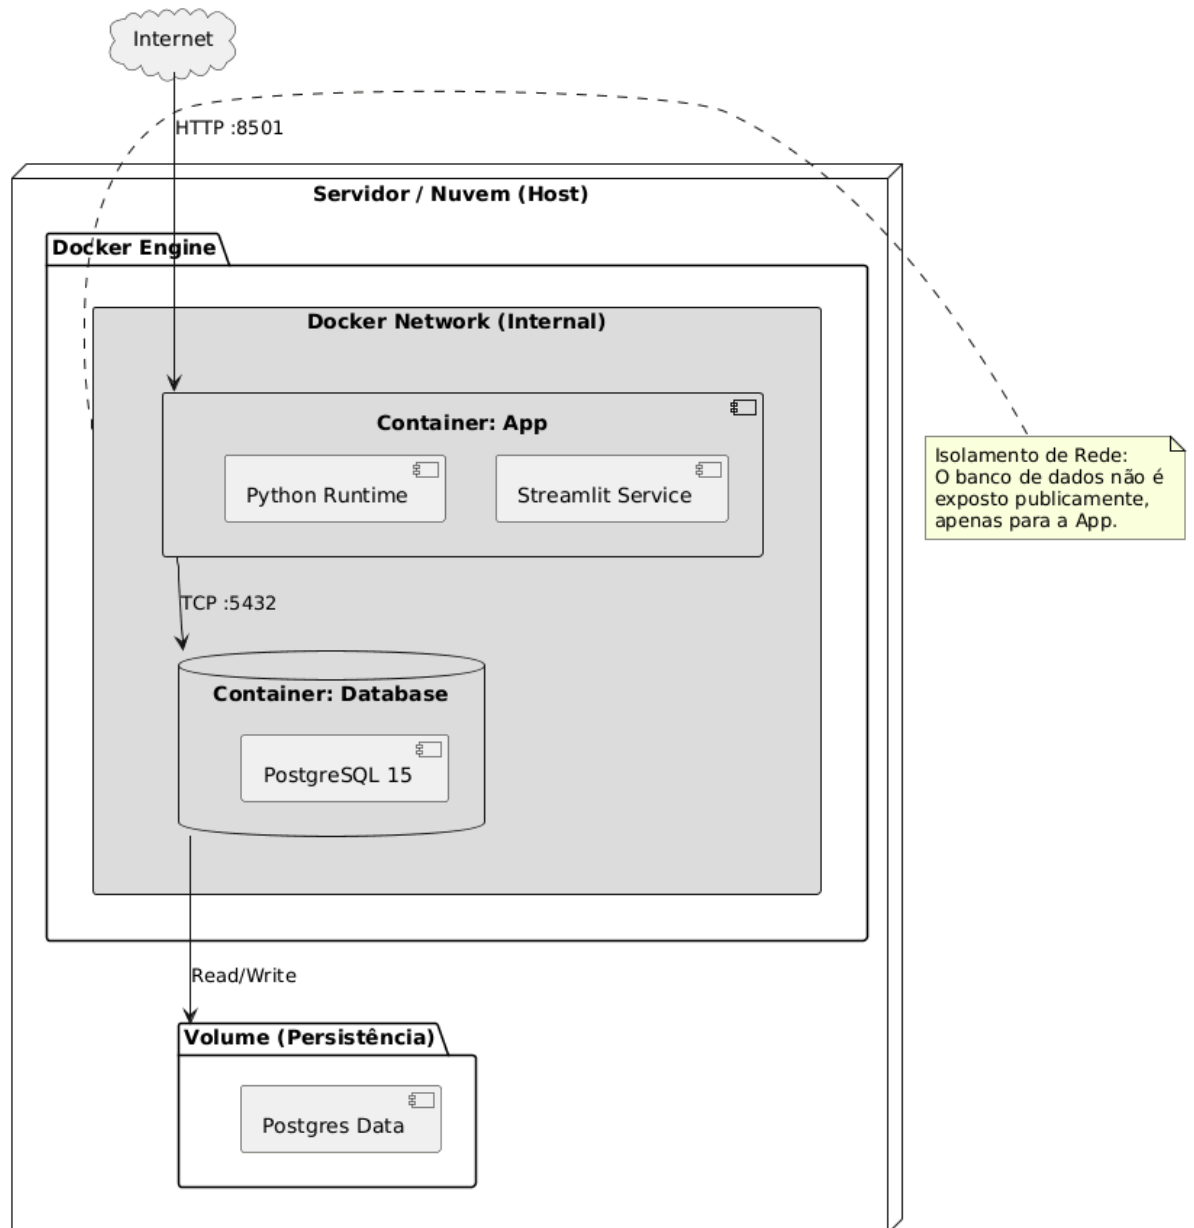 Internet
HTTP :8501
Servidor / Nuvem (Host)
Docker Engine
Docker Network (Internal)
Container: App
Python Runtime
Streamlit Service
Isolamento de Rede:
O banco de dados não é
exposto publicamente,
apenas para a App.
TCP :5432
Container: Database
PostgreSQL 15
Read/Write
Volume (Persistência)
Postgres Data